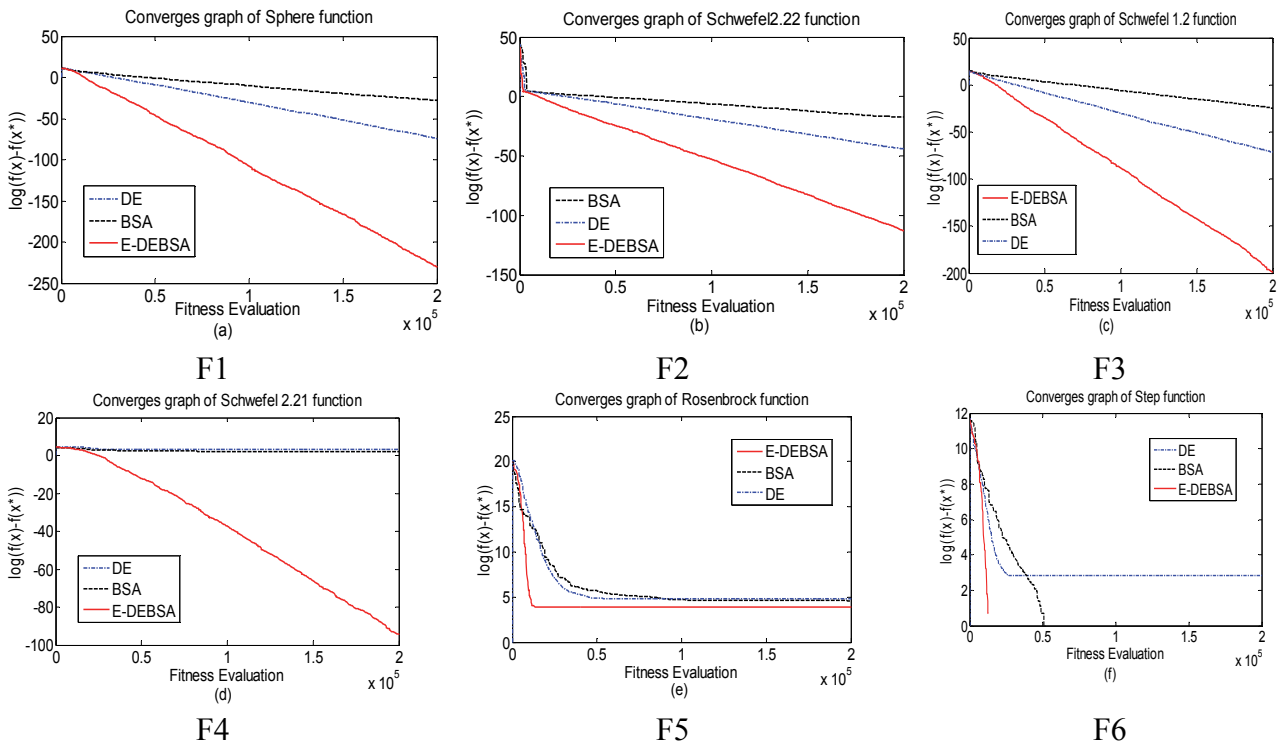 Converges graph of Sphere function
50
0
-50
-100
-150
-200
-250
log(f(x)-f(x*))
DE
BSA
E-DEBSA
0
0.5
1
1.5
2
x 10^5
Fitness Evaluation
(a)
F1
Converges graph of Schwefel2.22 function
50
0
-50
-100
-150
log(f(x)-f(x*))
BSA
DE
E-DEBSA
0
0.5
1
1.5
2
x 10^5
Fitness Evaluation
(b)
F2
Converges graph of Schwefel 1.2 function
50
0
-50
-100
-150
-200
log(f(x)-f(x*))
E-DEBSA
BSA
DE
0
0.5
1
1.5
2
x 10^5
Fitness Evaluation
(c)
F3
Converges graph of Schwefel 2.21 function
20
0
-20
-40
-60
-80
-100
log(f(x)-f(x*))
DE
BSA
E-DEBSA
0
0.5
1
1.5
2
x 10^5
Fitness Evaluation
(d)
F4
Converges graph of Rosenbrock function
25
20
15
10
5
0
log(f(x)-f(x*))
E-DEBSA
BSA
DE
0
0.5
1
1.5
2
x 10^5
Fitness Evaluation
(e)
F5
Converges graph of Step function
12
10
8
6
4
2
0
log(f(x)-f(x*))
DE
BSA
E-DEBSA
0
0.5
1
1.5
2
x 10^5
Fitness Evaluation
(f)
F6